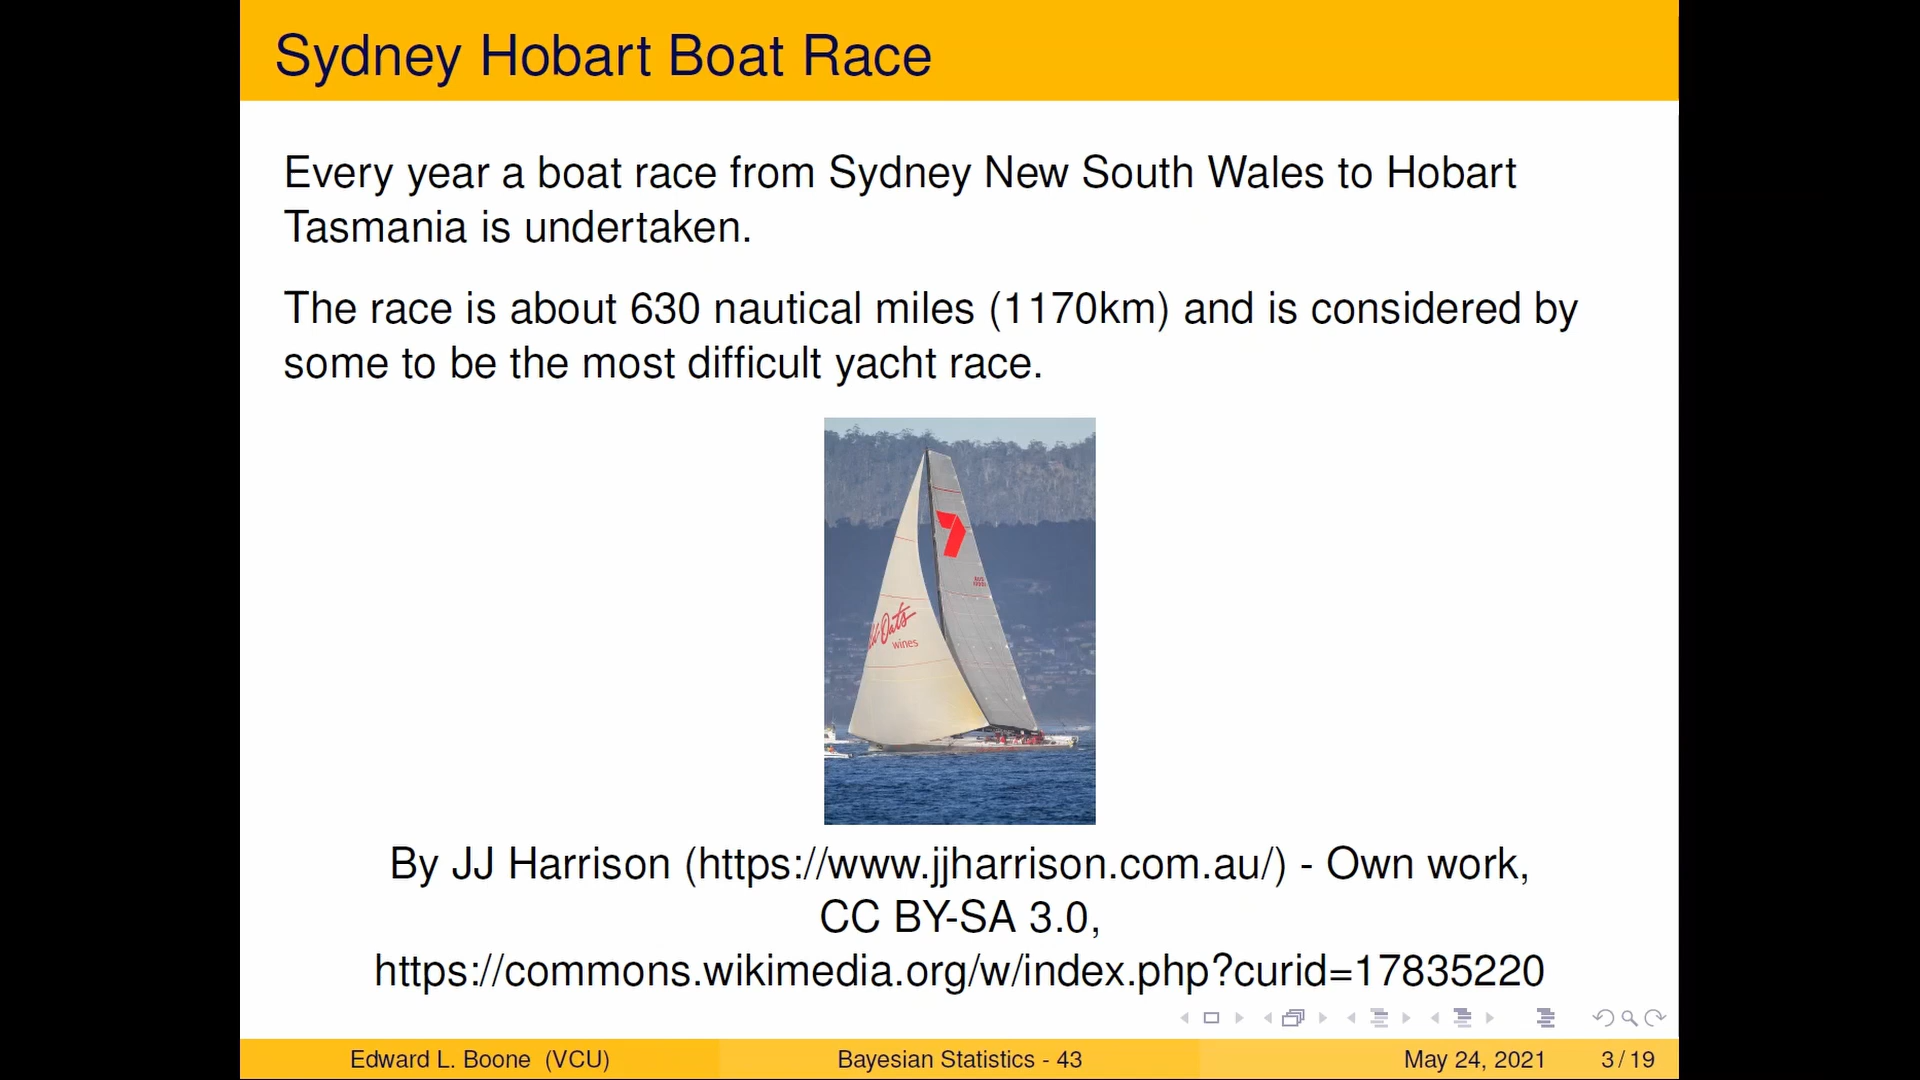 Sydney Hobart Boat Race
Every year a boat race from Sydney New South Wales to Hobart
Tasmania is undertaken.
The race is about 630 nautical miles (1170km) and is considered by
some to be the most difficult yacht race.
7
Oats
wines
By JJ Harrison (https://www.jjharrison.com.au/) - Own work,
CC BY-SA 3.0,
https://commons.wikimedia.org/w/index.php?curid=17835220
Edward L. Boone (VCU) Bayesian Statistics - 43 May 24, 2021 3 / 19